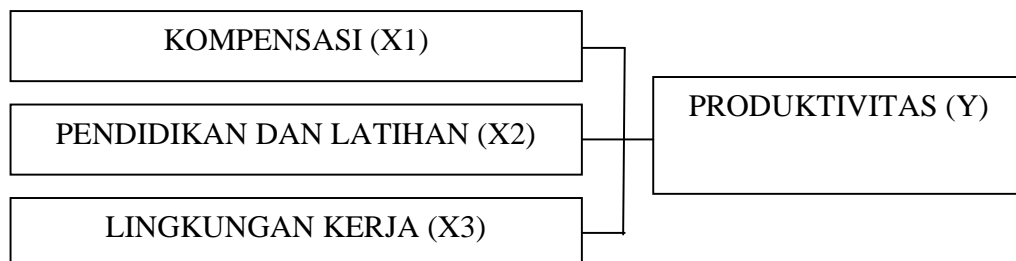 KOMPENSASI (X1)
PENDIDIKAN DAN LATIHAN (X2)
LINGKUNGAN KERJA (X3)
PRODUKTIVITAS (Y)